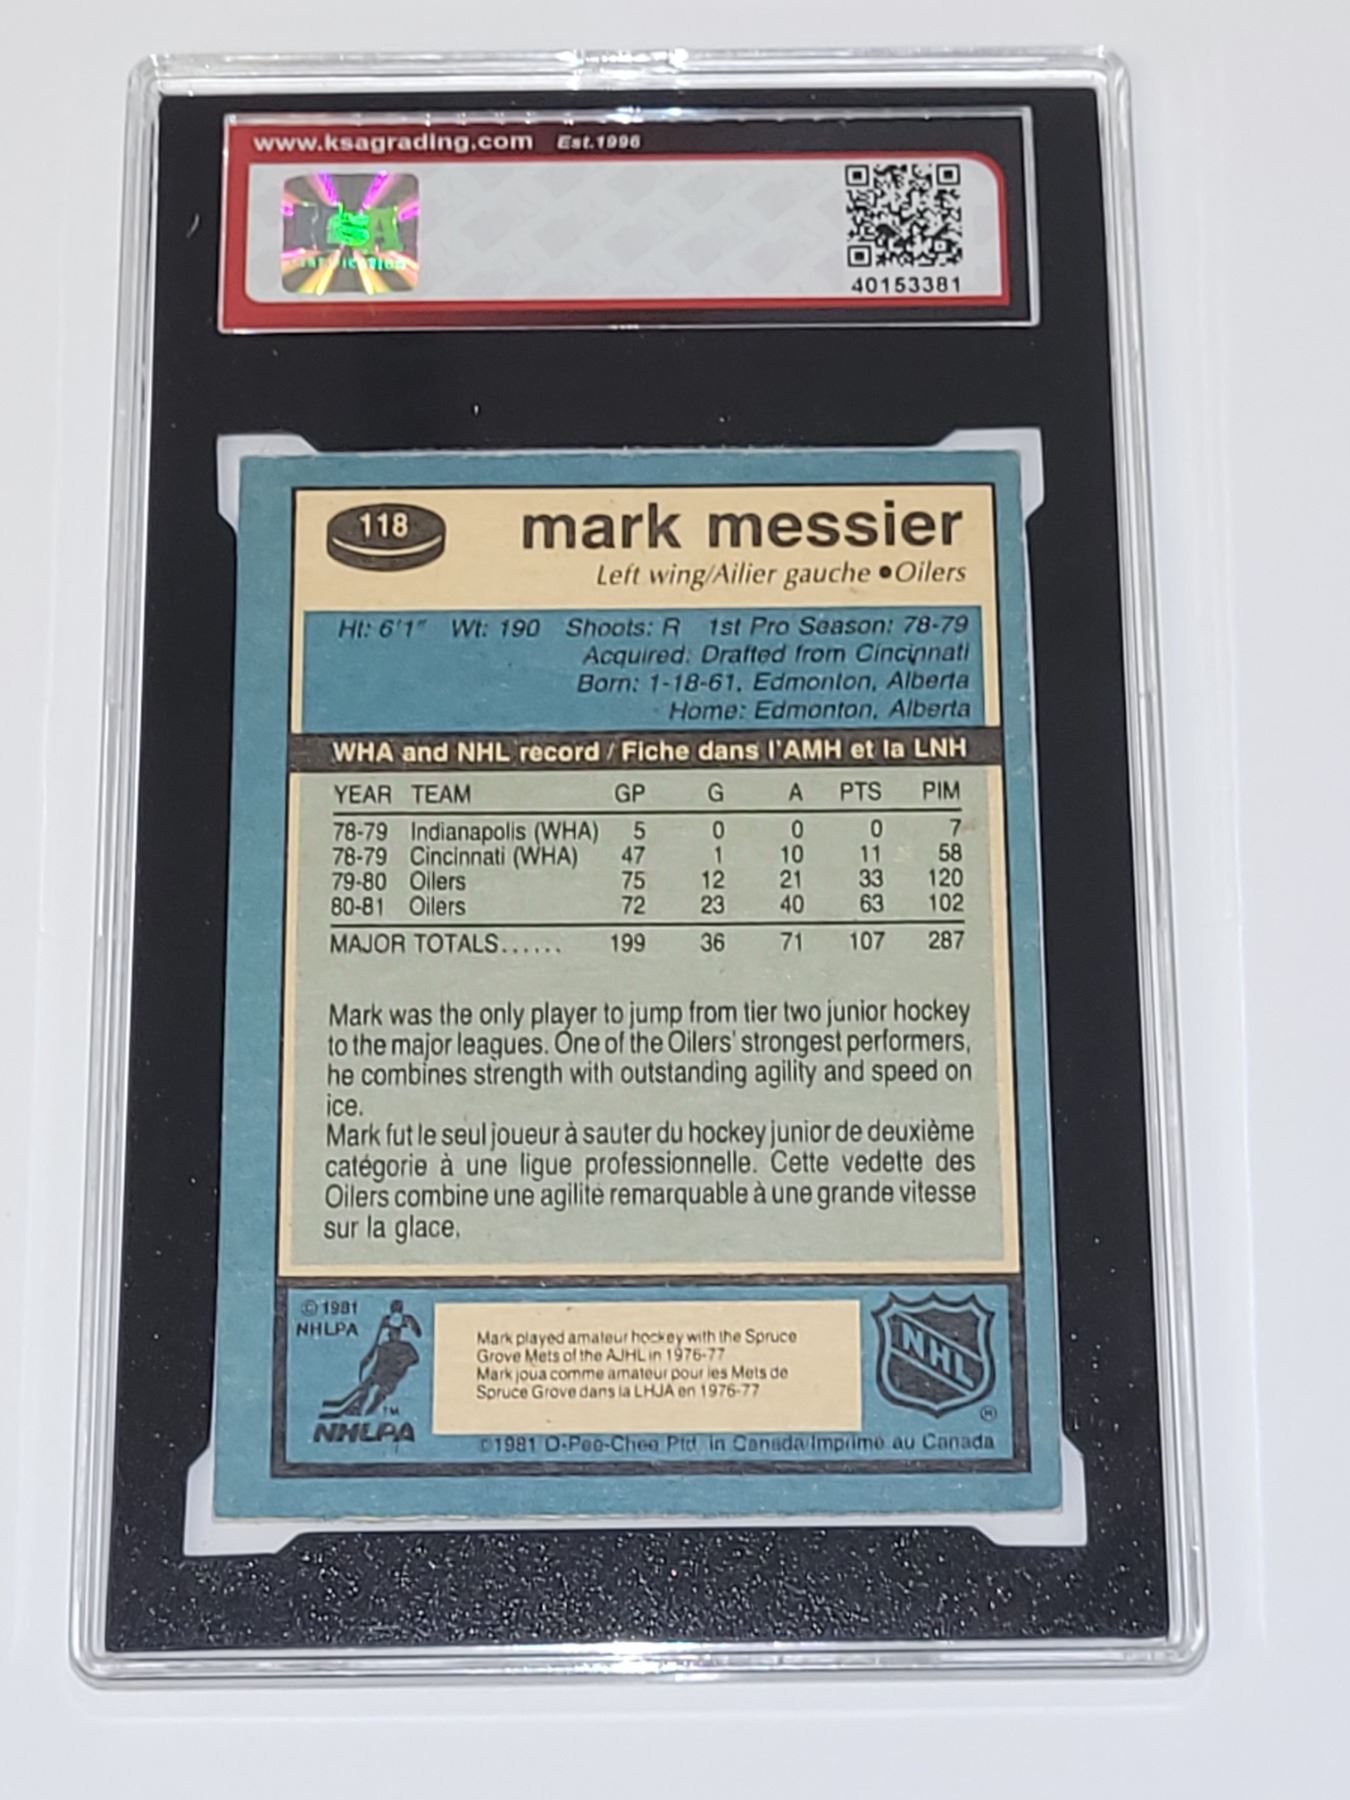 www.ksagrading.com Est.1996
KSA
CERTIFICATION
40153381
118
mark messier
Left wing/Ailier gauche • Oilers
Ht: 6'1" Wt: 190 Shoots: R 1st Pro Season: 78-79
Acquired: Drafted from Cincinnati
Born: 1-18-61, Edmonton, Alberta
Home: Edmonton, Alberta
WHA and NHL record / Fiche dans l'AMH et la LNH
YEAR TEAM GP G A PTS PIM
78-79 Indianapolis (WHA) 5 0 0 0 7
78-79 Cincinnati (WHA) 47 1 10 11 58
79-80 Oilers 75 12 21 33 120
80-81 Oilers 72 23 40 63 102
MAJOR TOTALS...... 199 36 71 107 287
Mark was the only player to jump from tier two junior hockey
to the major leagues. One of the Oilers' strongest performers,
he combines strength with outstanding agility and speed on
ice.
Mark fut le seul joueur à sauter du hockey junior de deuxième
catégorie à une ligue professionnelle. Cette vedette des
Oilers combine une agilité remarquable à une grande vitesse
sur la glace.
© 1981
NHLPA
TM
NHLPA
Mark played amateur hockey with the Spruce
Grove Mets of the AJHL in 1976-77
Mark joua comme amateur pour les Mets de
Spruce Grove dans la LHJA en 1976-77
NHL
©1981 O-Pee-Chee Ptd. in Canada/Imprimé au Canada